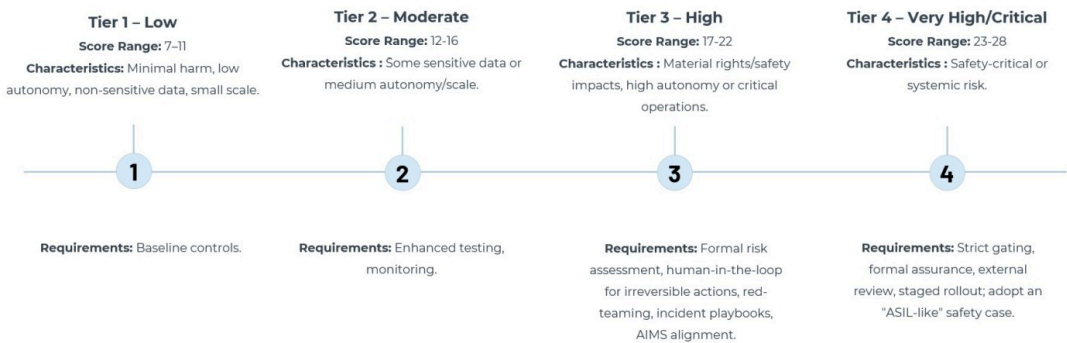 Tier 1 – Low
Score Range: 7–11
Characteristics: Minimal harm, low
autonomy, non-sensitive data, small scale.
Tier 2 – Moderate
Score Range: 12-16
Characteristics : Some sensitive data or
medium autonomy/scale.
Tier 3 – High
Score Range: 17-22
Characteristics : Material rights/safety
impacts, high autonomy or critical
operations.
Tier 4 – Very High/Critical
Score Range: 23-28
Characteristics : Safety-critical or
systemic risk.
1
2
3
4
Requirements: Baseline controls.
Requirements: Enhanced testing,
monitoring.
Requirements: Formal risk
assessment, human-in-the-loop
for irreversible actions, red-
teaming, incident playbooks,
AIMS alignment.
Requirements: Strict gating,
formal assurance, external
review, staged rollout; adopt an
"ASIL-like" safety case.